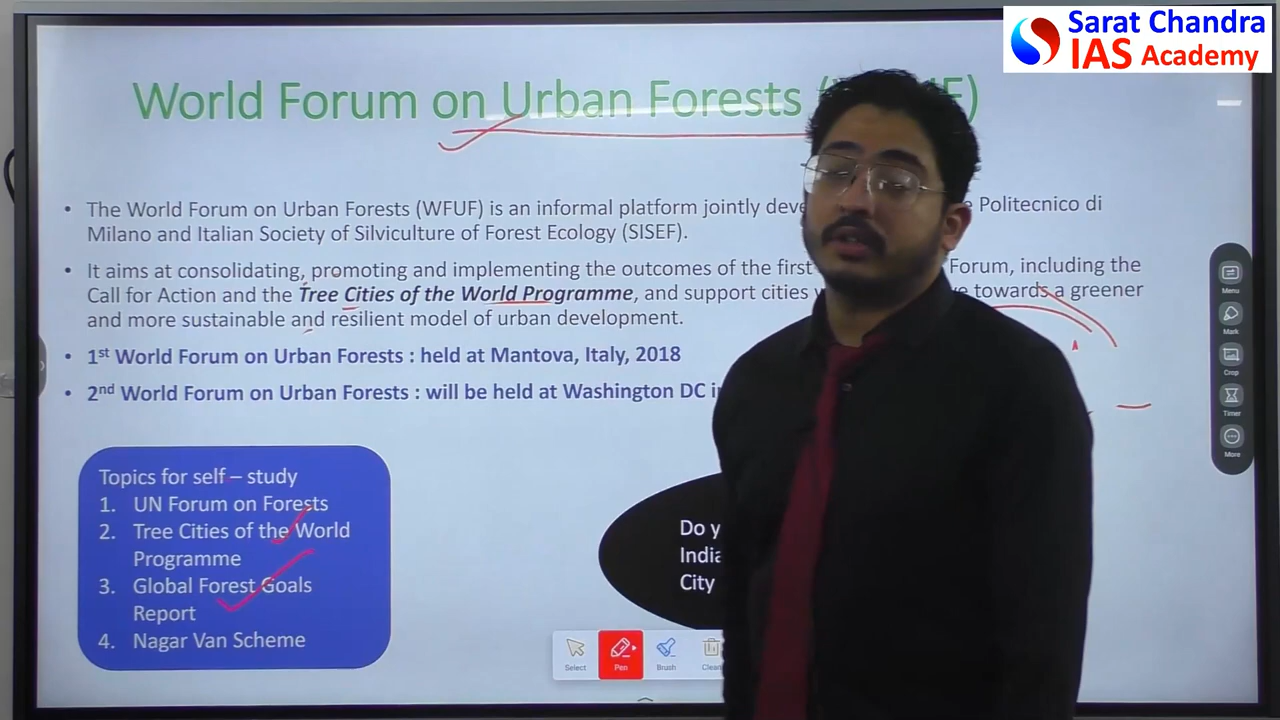 Sarat Chandra
IAS Academy
World Forum on Urban Forests
• The World Forum on Urban Forests (WFUF) is an informal platform jointly Politecnico di
Milano and Italian Society of Silviculture of Forest Ecology (SISEF).
• It aims at consolidating, promoting and implementing the outcomes of the first Forum, including the
Call for Action and the Tree Cities of the World Programme, and support cities towards a greener
and more sustainable and resilient model of urban development.
• 1st World Forum on Urban Forests : held at Mantova, Italy, 2018
• 2nd World Forum on Urban Forests : will be held at Washington DC
Topics for self – study
1. UN Forum on Forests
2. Tree Cities of the World
Programme
3. Global Forest Goals
Report
4. Nagar Van Scheme
Do
India
City
Menu
Mark
Crop
Timer
More
Select
Pen
Brush